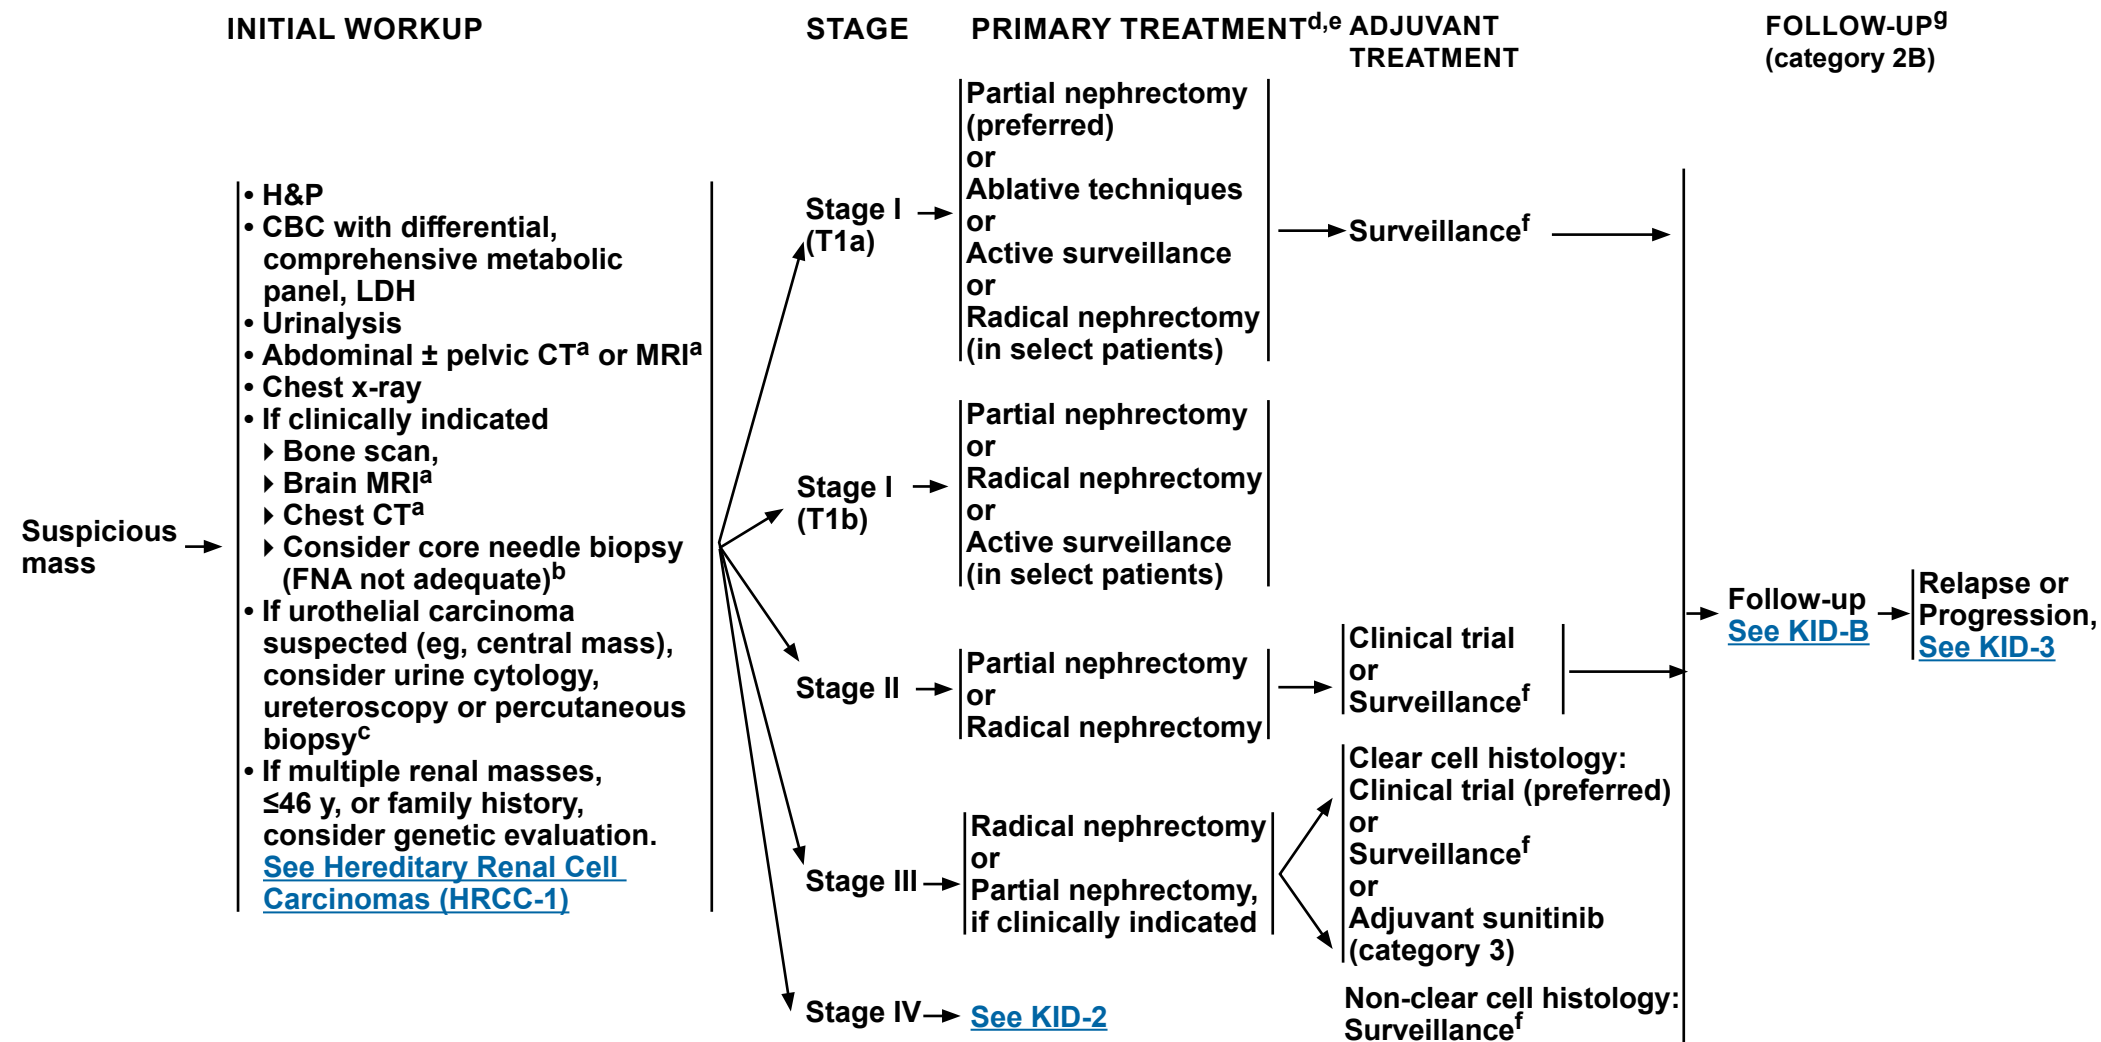 INITIAL WORKUP
STAGE
PRIMARY TREATMENTd,e
ADJUVANT
TREATMENT
FOLLOW-UPg
(category 2B)
Suspicious
mass
• H&P
• CBC with differential,
comprehensive metabolic
panel, LDH
• Urinalysis
• Abdominal ± pelvic CTa or MRIa
• Chest x-ray
• If clinically indicated
Bone scan,
Brain MRIa
Chest CTa
Consider core needle biopsy
(FNA not adequate)b
• If urothelial carcinoma
suspected (eg, central mass),
consider urine cytology,
ureteroscopy or percutaneous
biopsyc
• If multiple renal masses,
≤46 y, or family history,
consider genetic evaluation.
See Hereditary Renal Cell
Carcinomas (HRCC-1)
Stage I
(T1a)
Partial nephrectomy
(preferred)
or
Ablative techniques
or
Active surveillance
or
Radical nephrectomy
(in select patients)
Surveillancef
Stage I
(T1b)
Partial nephrectomy
or
Radical nephrectomy
or
Active surveillance
(in select patients)
Stage II
Partial nephrectomy
or
Radical nephrectomy
Clinical trial
or
Surveillancef
Stage III
Radical nephrectomy
or
Partial nephrectomy,
if clinically indicated
Clear cell histology:
Clinical trial (preferred)
or
Surveillancef
or
Adjuvant sunitinib
(category 3)
Non-clear cell histology:
Surveillancef
Stage IV
See KID-2
Follow-up
See KID-B
Relapse or
Progression,
See KID-3